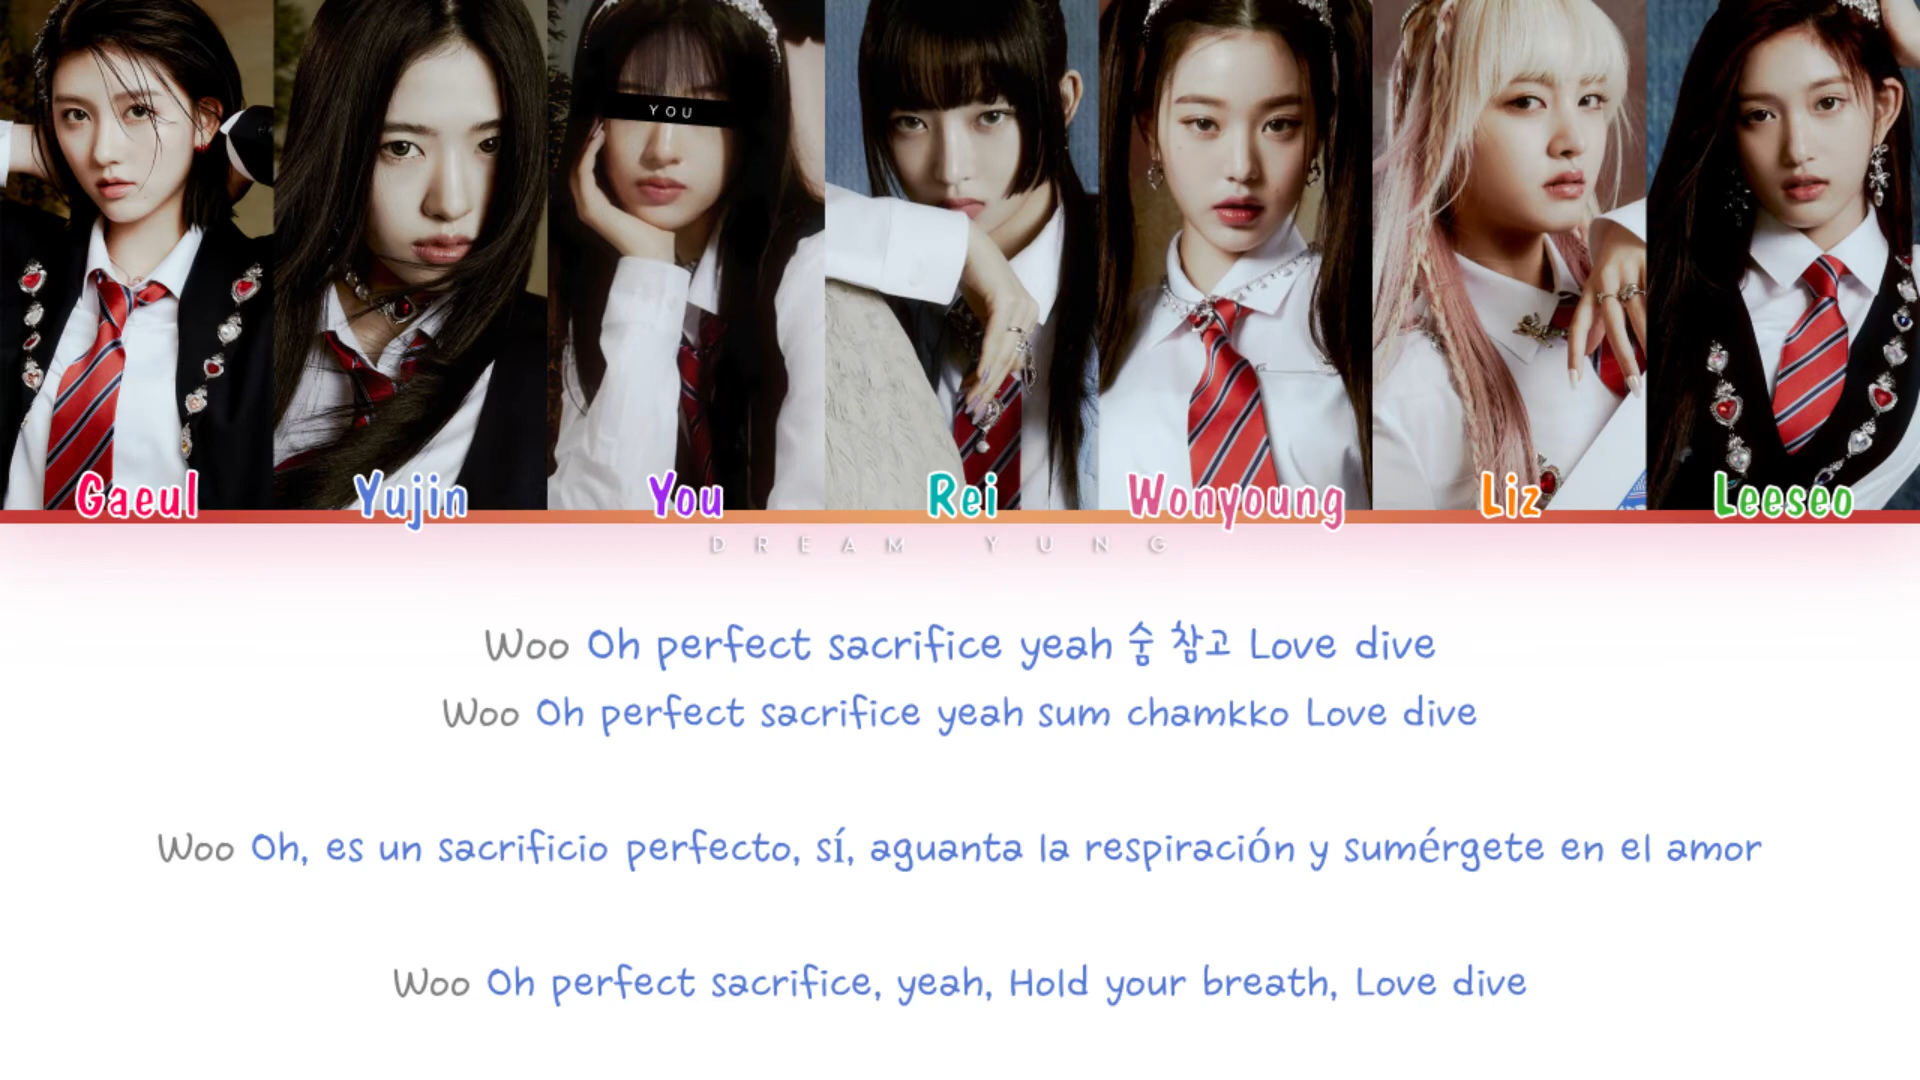 YOU
Gaeul Yujin You Rei Wonyoung Liz Leeseo
DREAM YUNG
Woo Oh perfect sacrifice yeah 숨 참고 Love dive
Woo Oh perfect sacrifice yeah sum chamkko Love dive
Woo Oh, es un sacrificio perfecto, sí, aguanta la respiración y sumérgete en el amor
Woo Oh perfect sacrifice, yeah, Hold your breath, Love dive